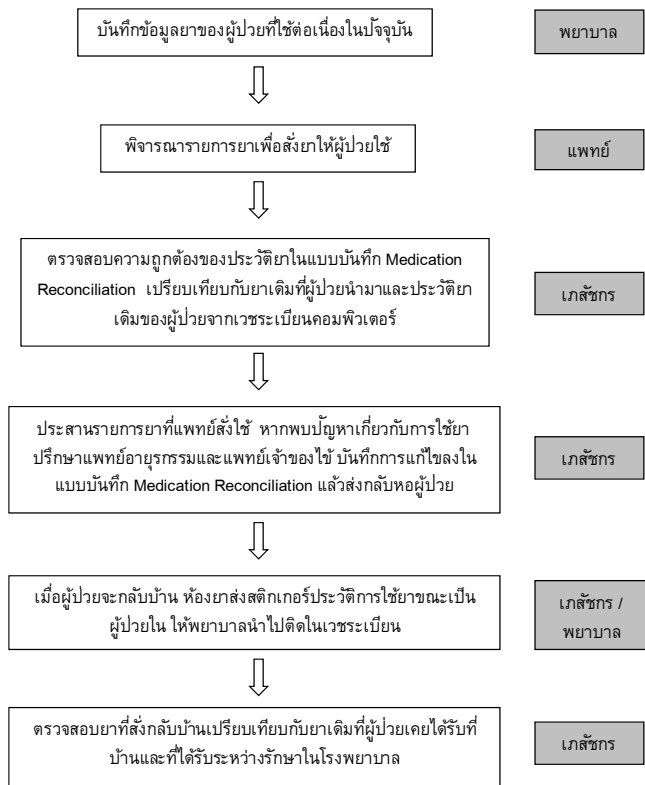 บันทึกข้อมูลยาของผู้ป่วยที่ใช้ต่อเนื่องในปัจจุบัน
พยาบาล
พิจารณารายการยาเพื่อสั่งยาให้ผู้ป่วยใช้
แพทย์
ตรวจสอบความถูกต้องของประวัติยาในแบบบันทึก Medication
Reconciliation เปรียบเทียบกับยาเดิมที่ผู้ป่วยนำมาและประวัติยา
เดิมของผู้ป่วยจากเวชระเบียนคอมพิวเตอร์
เภสัชกร
ประสานรายการยาที่แพทย์สั่งใช้ หากพบปัญหาเกี่ยวกับการใช้ยา
ปรึกษาแพทย์อายุรกรรมและแพทย์เจ้าของไข้ บันทึกการแก้ไขลงใน
แบบบันทึก Medication Reconciliation แล้วส่งกลับหอผู้ป่วย
เภสัชกร
เมื่อผู้ป่วยจะกลับบ้าน ห้องยาส่งสติกเกอร์ประวัติการใช้ยาขณะเป็น
ผู้ป่วยใน ให้พยาบาลนำไปติดในเวชระเบียน
เภสัชกร /
พยาบาล
ตรวจสอบยาที่สั่งกลับบ้านเปรียบเทียบกับยาเดิมที่ผู้ป่วยเคยได้รับที่
บ้านและที่ได้รับระหว่างรักษาในโรงพยาบาล
เภสัชกร